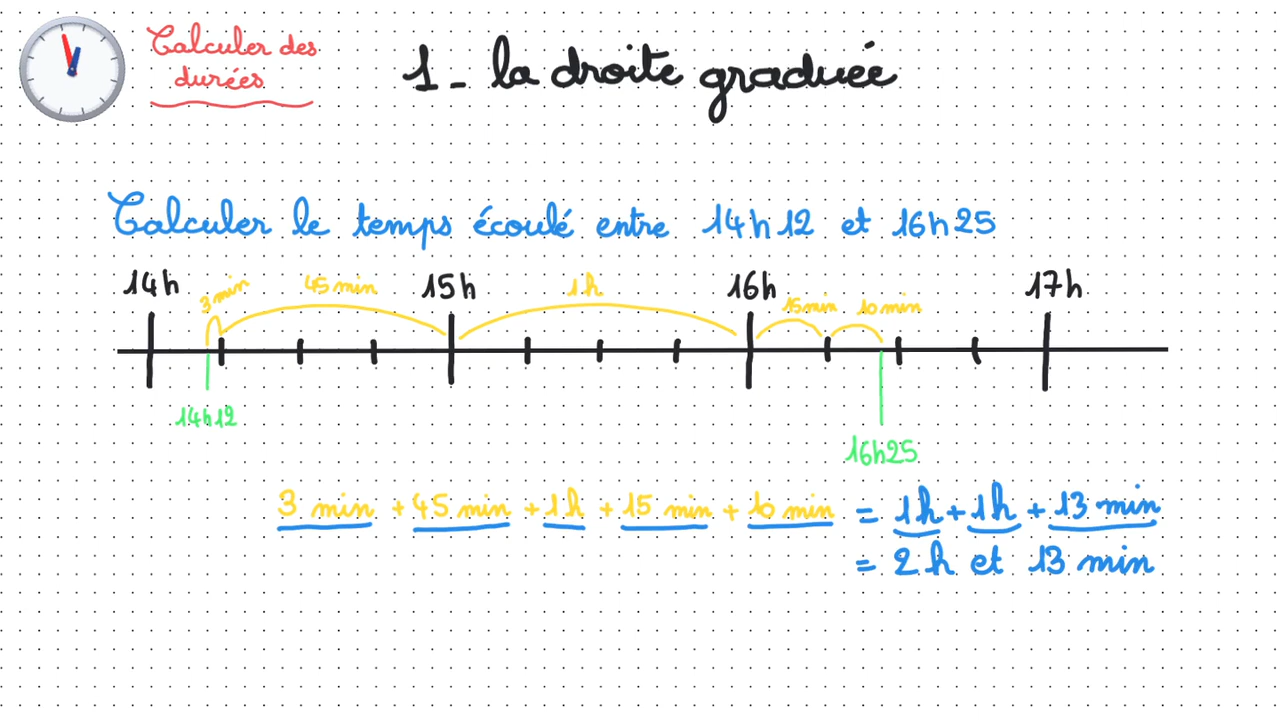 Calculer des
durées
1 - la droite graduée
Calculer le temps écoulé entre 14h12 et 16h25
14h 3 min 45 min 15h 1h 16h 15min 10 min 17h
14h12
16h25
3 min + 45 min + 1h + 15 min + 10 min = 1h + 1h + 13 min
= 2h et 13 min